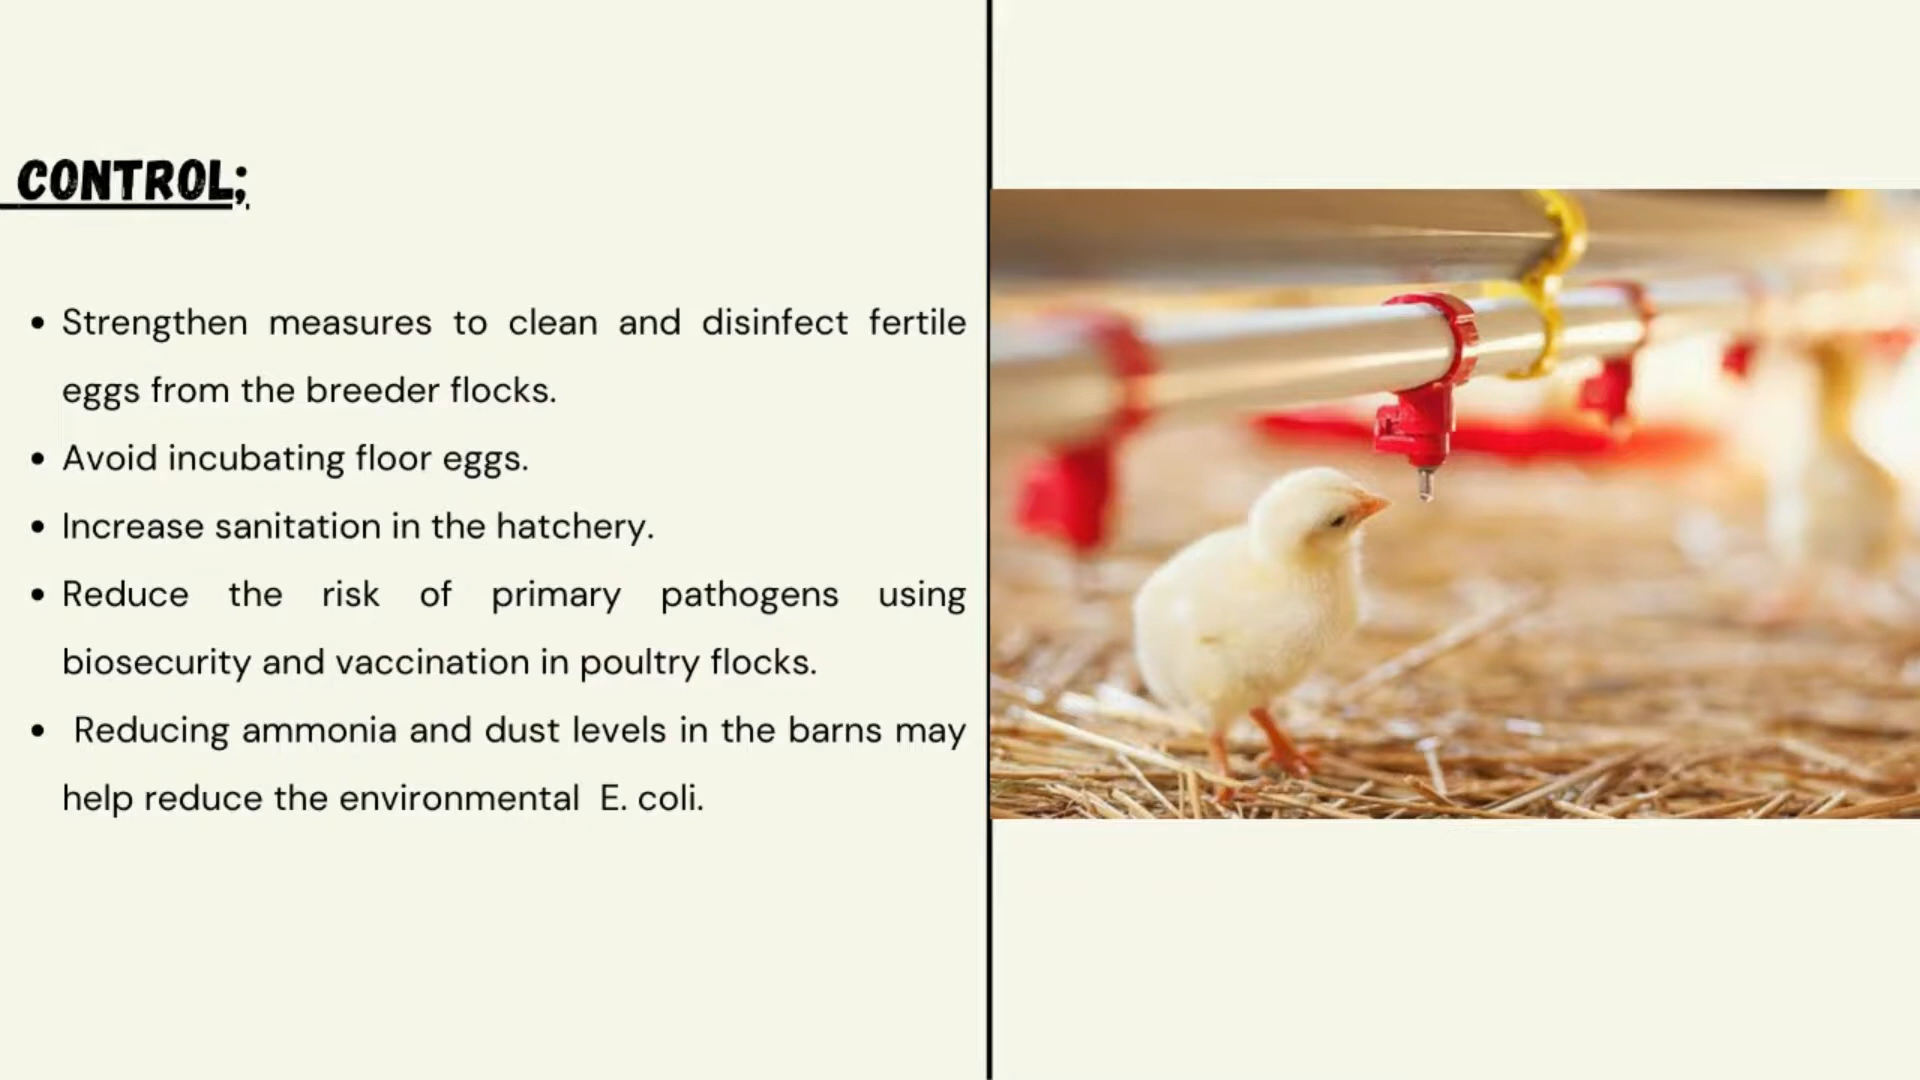 CONTROL;
• Strengthen measures to clean and disinfect fertile
eggs from the breeder flocks.
• Avoid incubating floor eggs.
• Increase sanitation in the hatchery.
• Reduce the risk of primary pathogens using
biosecurity and vaccination in poultry flocks.
• Reducing ammonia and dust levels in the barns may
help reduce the environmental E. coli.